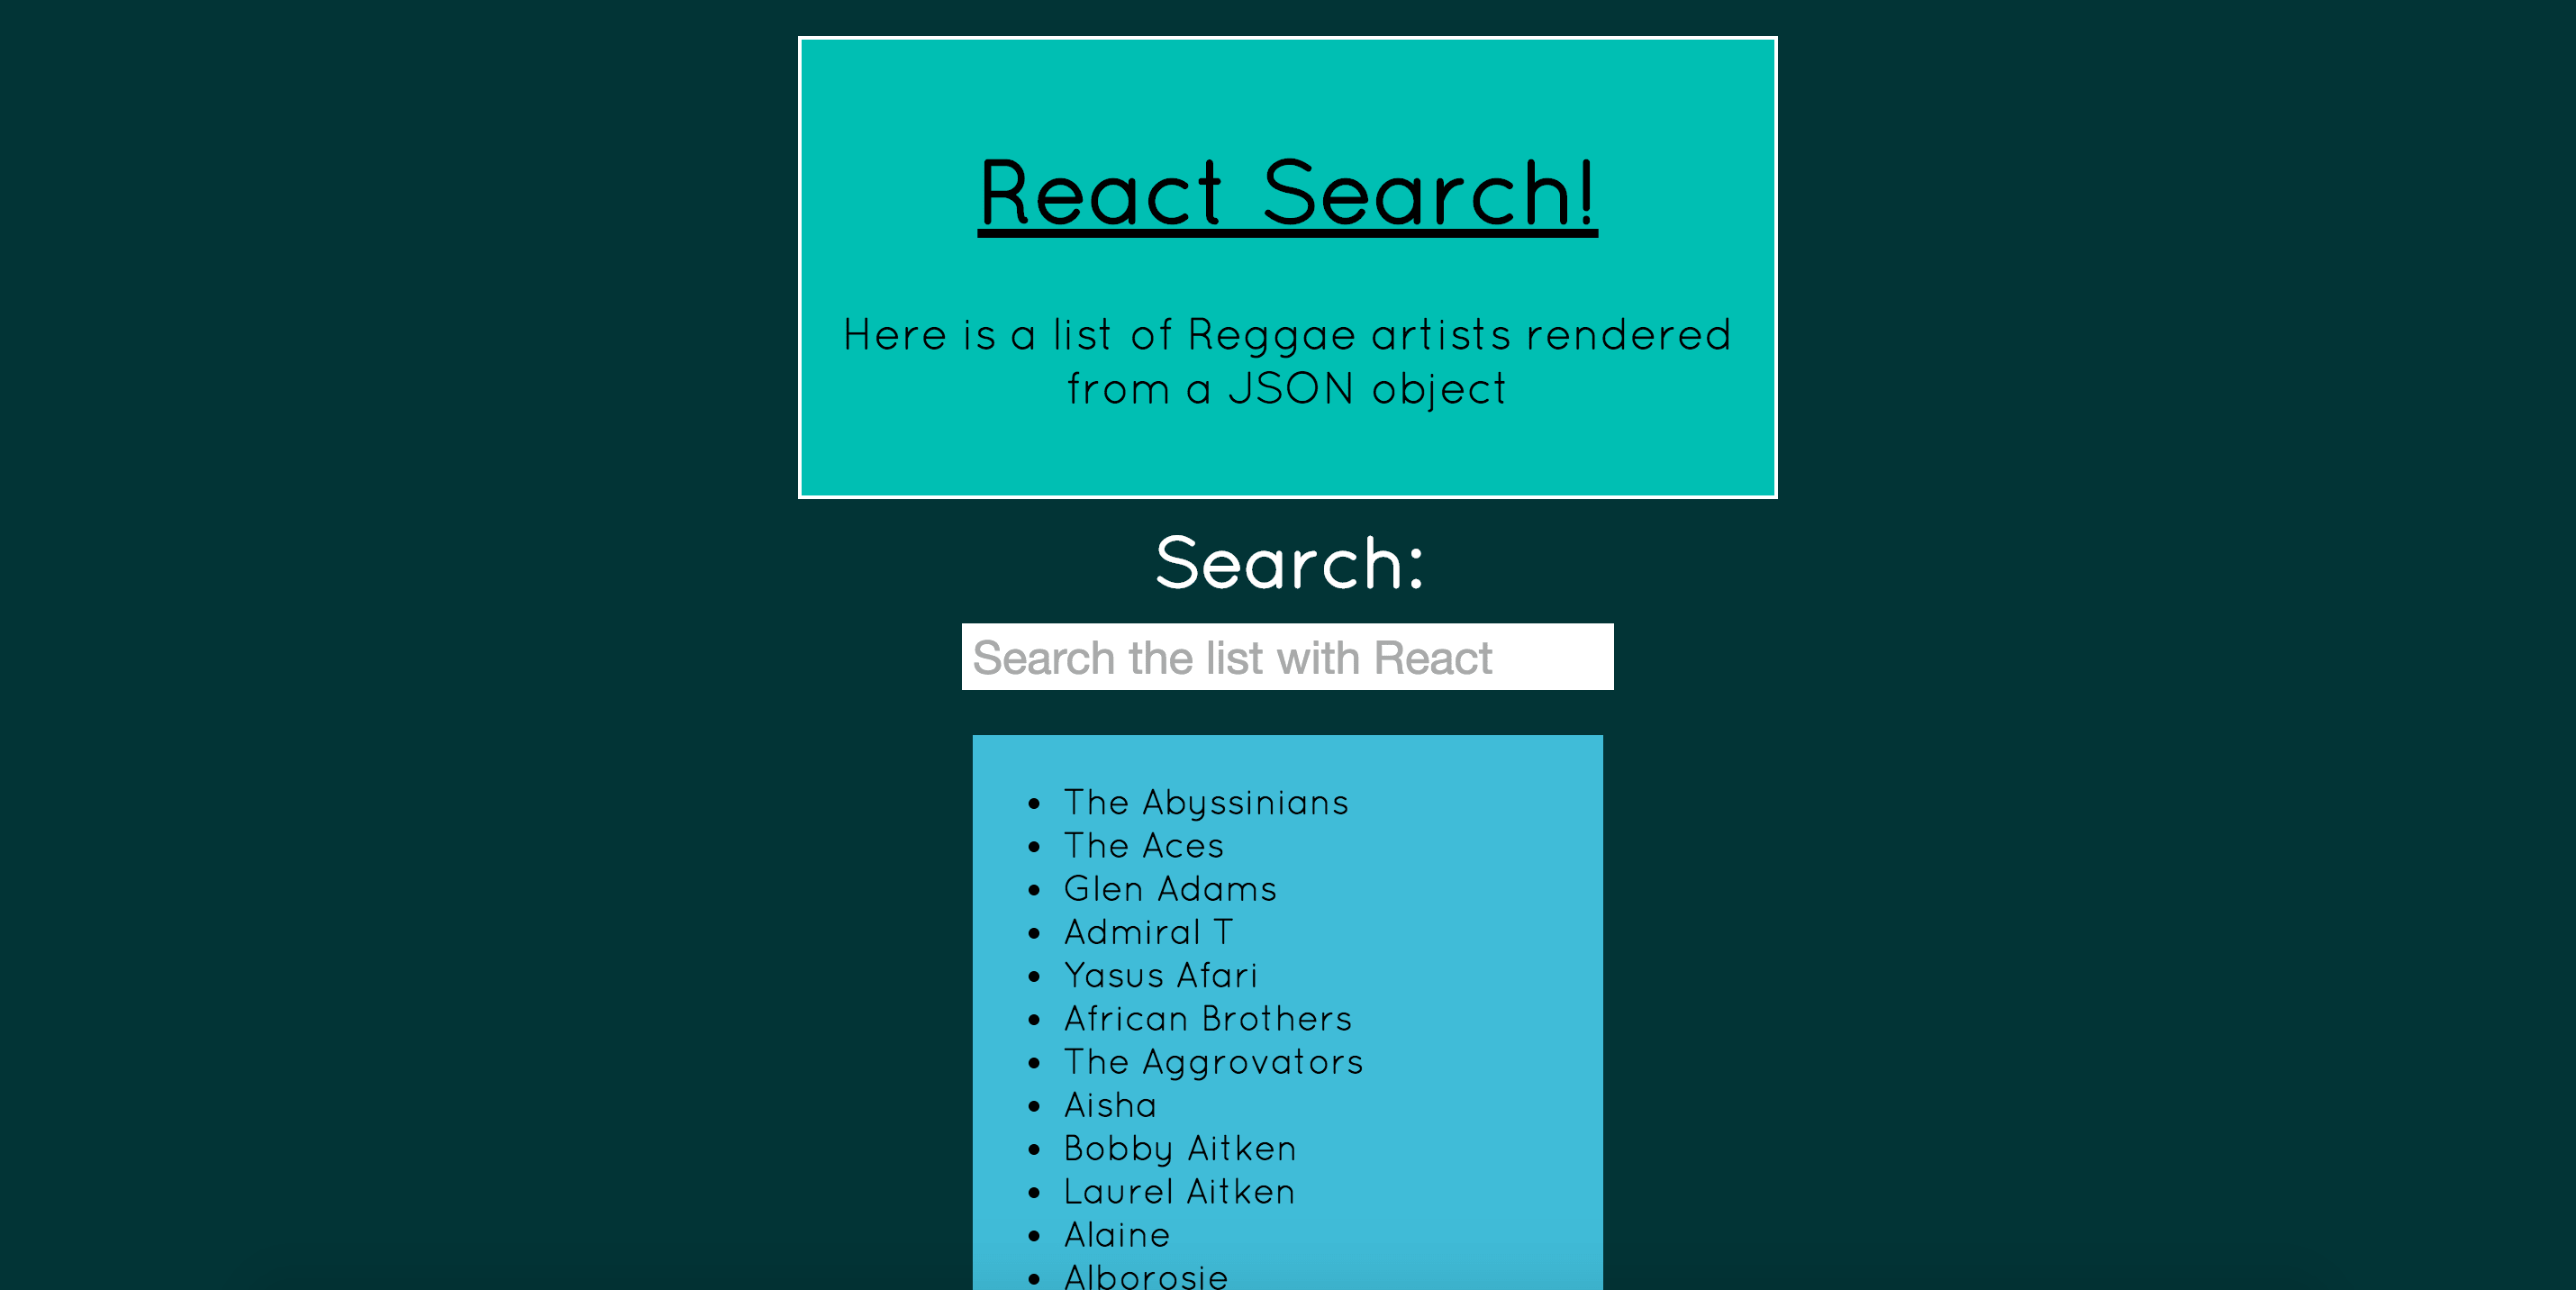 React Search!
Here is a list of Reggae artists rendered
from a JSON object
Search:
Search the list with React
The Abyssinians
The Aces
Glen Adams
Admiral T
Yasus Afari
African Brothers
The Aggrovators
Aisha
Bobby Aitken
Laurel Aitken
Alaine
Alborosie